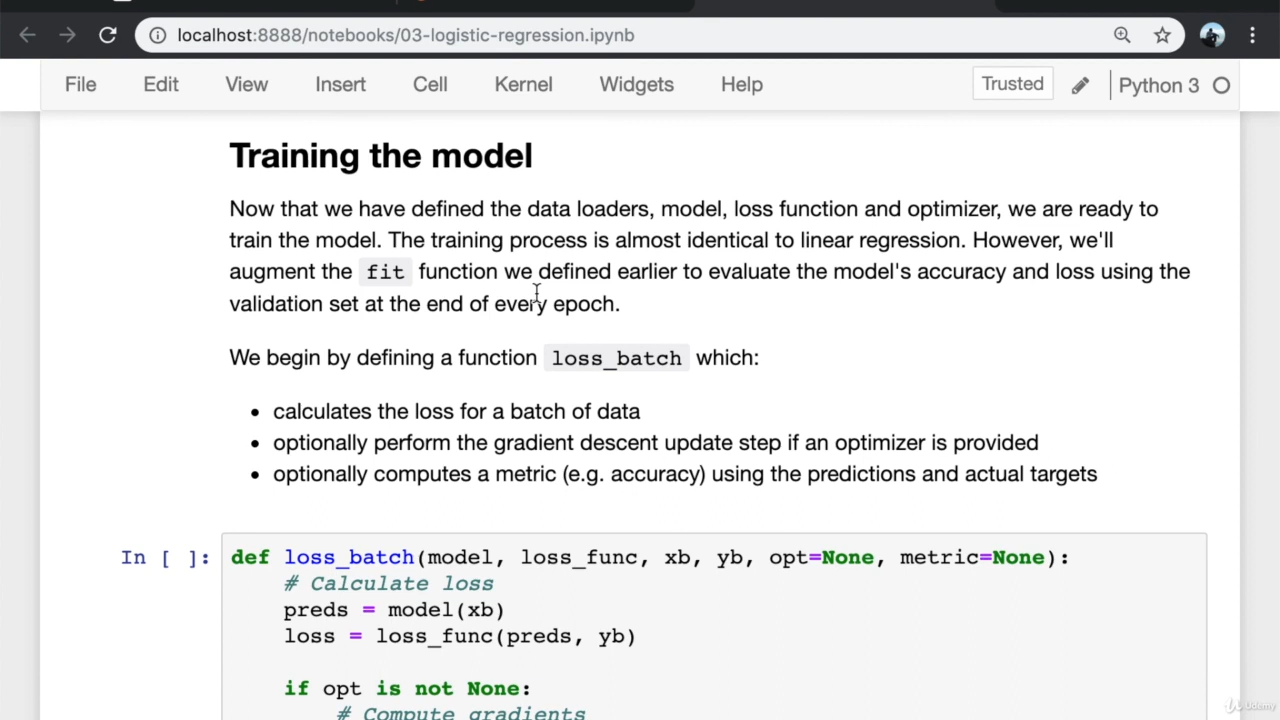 localhost:8888/notebooks/03-logistic-regression.ipynb
File Edit View Insert Cell Kernel Widgets Help Trusted Python 3
Training the model
Now that we have defined the data loaders, model, loss function and optimizer, we are ready to
train the model. The training process is almost identical to linear regression. However, we'll
augment the fit function we defined earlier to evaluate the model's accuracy and loss using the
validation set at the end of every epoch.
We begin by defining a function loss_batch which:
• calculates the loss for a batch of data
• optionally perform the gradient descent update step if an optimizer is provided
• optionally computes a metric (e.g. accuracy) using the predictions and actual targets
In [ ]: def loss_batch(model, loss_func, xb, yb, opt=None, metric=None):
# Calculate loss
preds = model(xb)
loss = loss_func(preds, yb)
if opt is not None:
# Compute gradients
Udemy